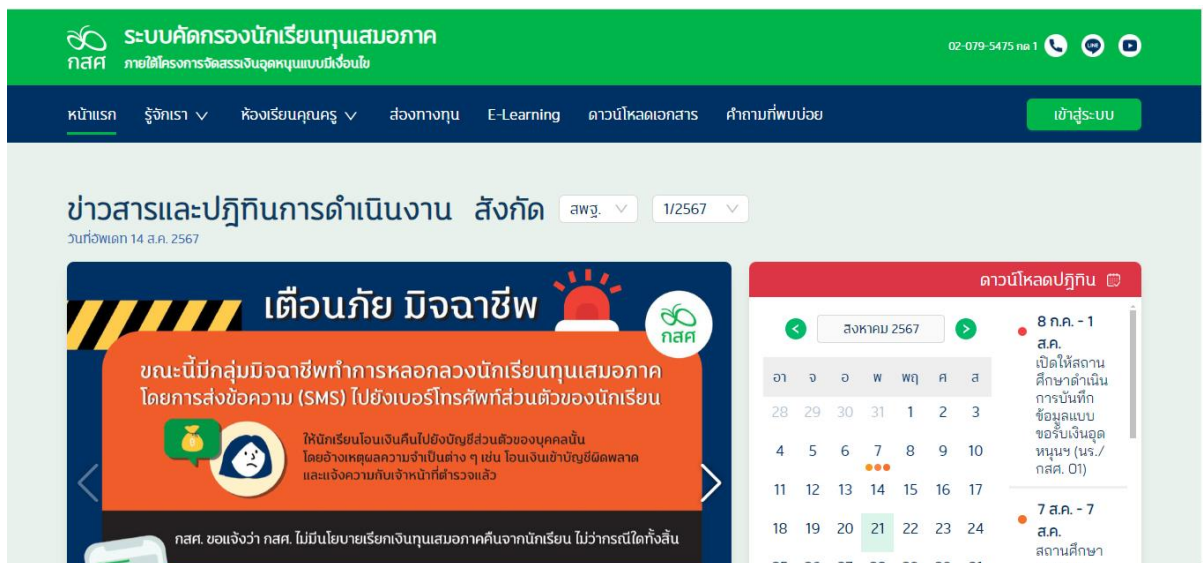 ระบบคัดกรองนักเรียนทุนเสมอภาค
กสศ ภายใต้โครงการจัดสรรเงินอุดหนุนแบบมีเงื่อนไข
02-079-5475 กด 1
หน้าแรก รู้จักเรา ห้องเรียนคุณครู ส่องทางทุน E-Learning ดาวน์โหลดเอกสาร คำถามที่พบบ่อย เข้าสู่ระบบ
ข่าวสารและปฏิทินการดำเนินงาน สังกัด สพฐ. 1/2567
วันที่อัพเดท 14 ส.ค. 2567
เตือนภัย มิจฉาชีพ
กสศ
ขณะนี้มีกลุ่มมิจฉาชีพทำการหลอกลวงนักเรียนทุนเสมอภาค
โดยการส่งข้อความ (SMS) ไปยังเบอร์โทรศัพท์ส่วนตัวของนักเรียน
ให้นักเรียนโอนเงินคืนไปยังบัญชีส่วนตัวของบุคคลนั้น
โดยอ้างเหตุผลความจำเป็นต่าง ๆ เช่น โอนเงินเข้าบัญชีผิดพลาด
และแจ้งความกับเจ้าหน้าที่ตำรวจแล้ว
กสศ. ขอแจ้งว่า กสศ. ไม่มีนโยบายเรียกเงินทุนเสมอภาคคืนจากนักเรียน ไม่ว่ากรณีใดทั้งสิ้น
ดาวน์โหลดปฏิทิน
สิงหาคม 2567
อา จ อ พ พฤ ศ ส
28 29 30 31 1 2 3
4 5 6 7 8 9 10
11 12 13 14 15 16 17
18 19 20 21 22 23 24
8 ก.ค. - 1
ส.ค.
เปิดให้สถาน
ศึกษาดำเนิน
การบันทึก
ข้อมูลแบบ
ขอรับเงินอุด
หนุนฯ (นร./
กสศ. 01)
7 ส.ค. - 7
ส.ค.
สถานศึกษา